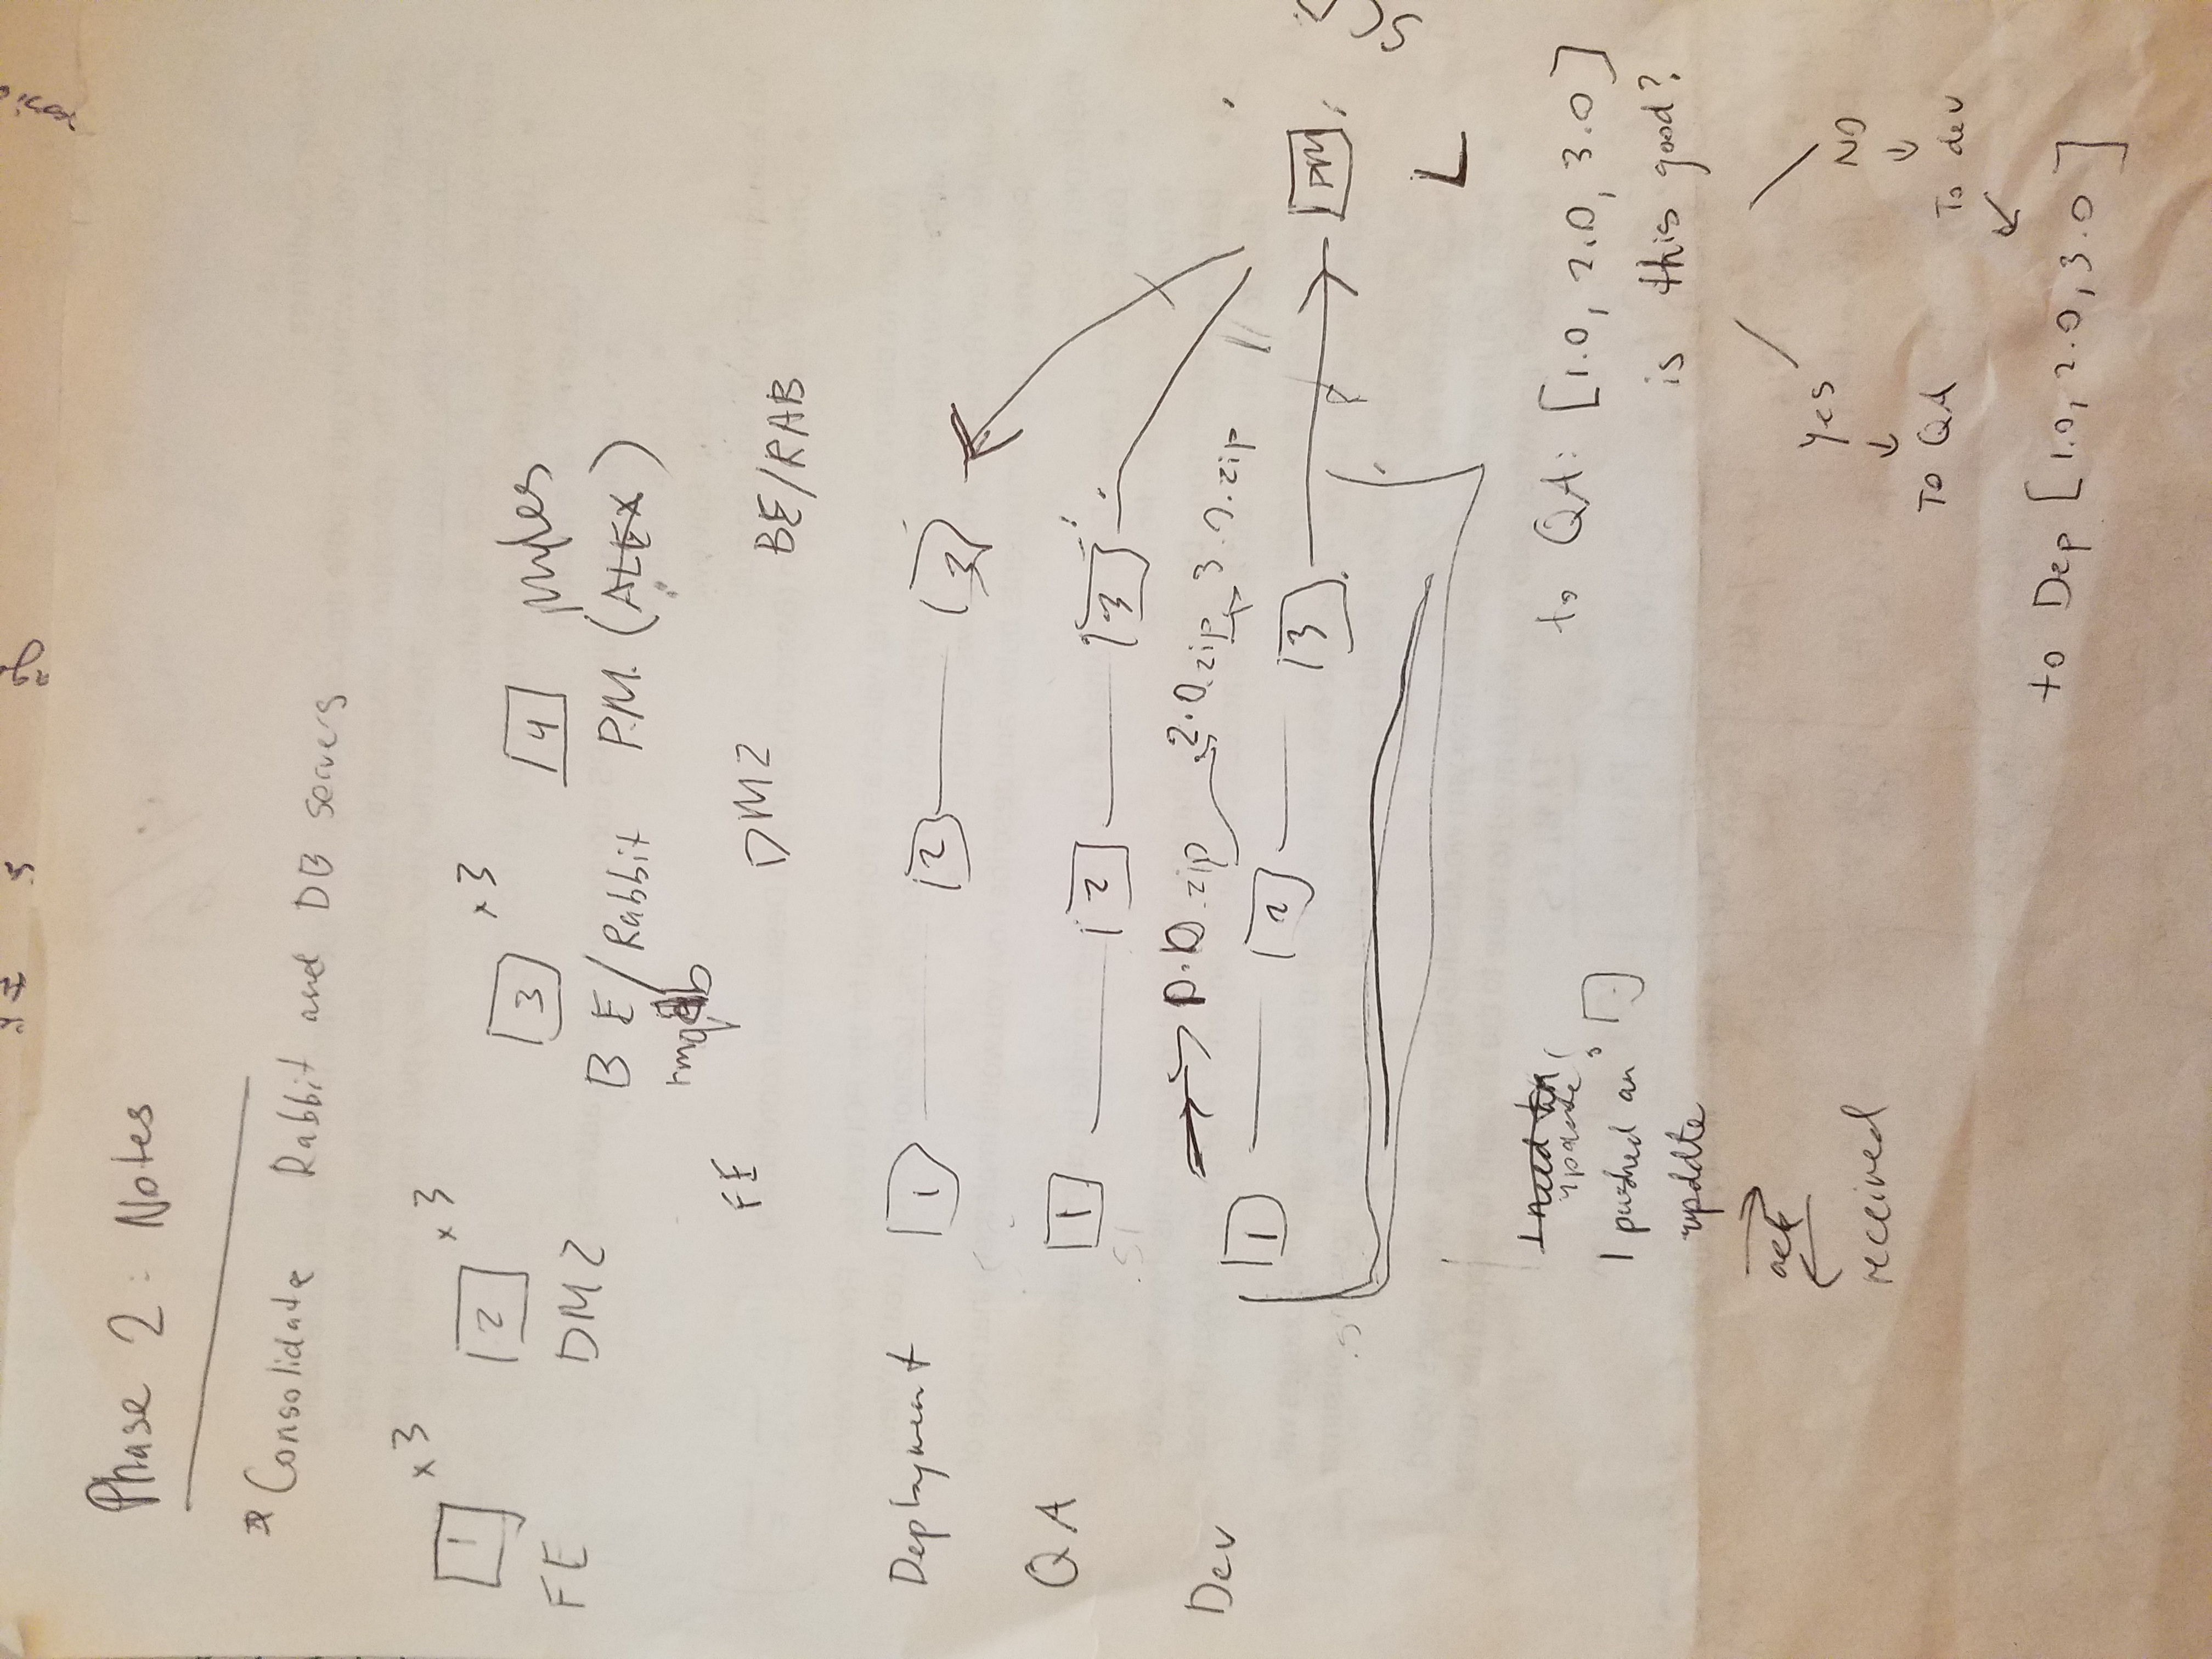 Phase 2: Notes
* Consolidate Rabbit and DB servers
1 x3 2 x3 3 x3 4 Myles
FE DMZ BE/Rabbit P.M. (ALEX)
rmqdb
FE DMZ BE/RAB
Deployment 1 2 3
QA 1 2 3
.zip 2.0.zip 3.0.zip
Dev 1 2 3 PM
L
I need an
update!
I pushed an
update
ack
received
to QA: [1.0, 2.0, 3.0]
is this good?
Yes NO
To QA To dev
to Dep [1.0, 2.0, 3.0]